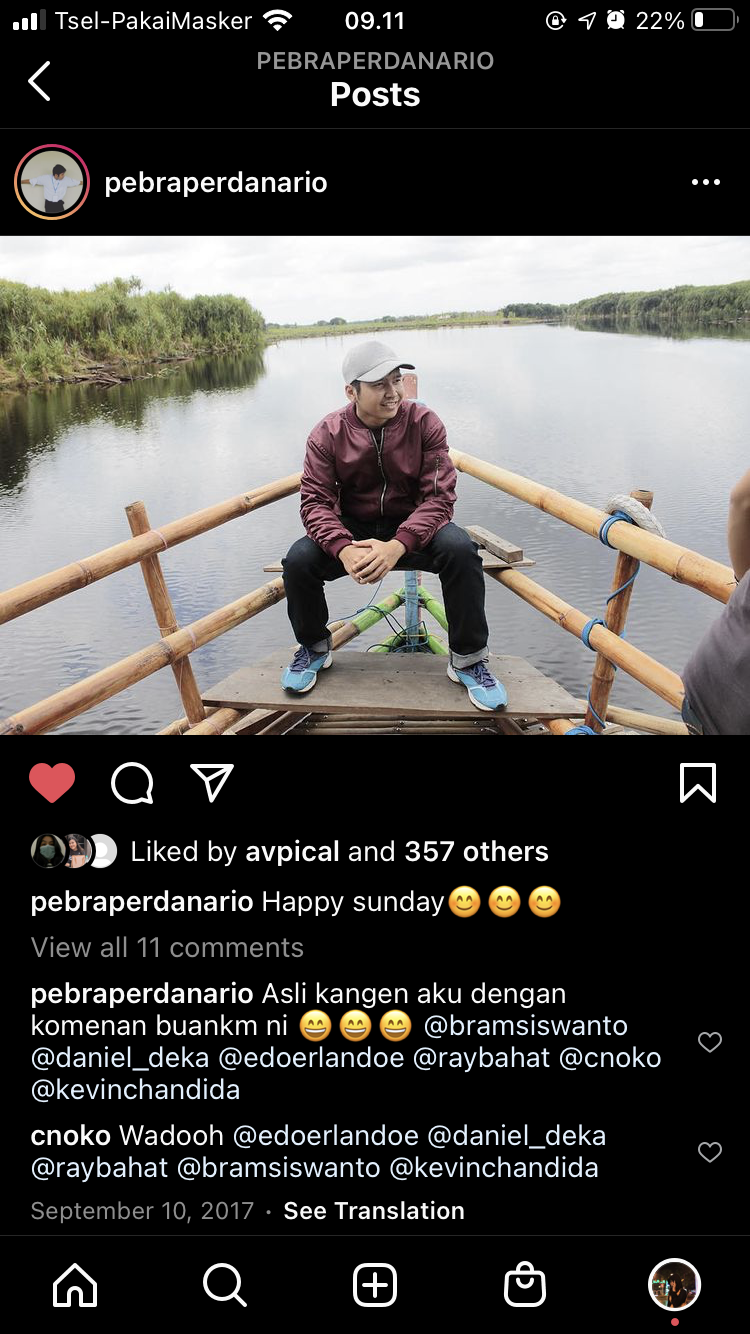 Tsel-PakaiMasker 09.11 22%
PEBRAPERDANARIO
Posts
pebraperdanario
Liked by avpical and 357 others
pebraperdanario Happy sunday😊😊😊
View all 11 comments
pebraperdanario Asli kangen aku dengan
komenan buankm ni 😄😄😄 @bramsiswanto
@daniel_deka @edoerlandoe @raybahat @cnoko
@kevinchandida
cnoko Wadooh @edoerlandoe @daniel_deka
@raybahat @bramsiswanto @kevinchandida
September 10, 2017 · See Translation